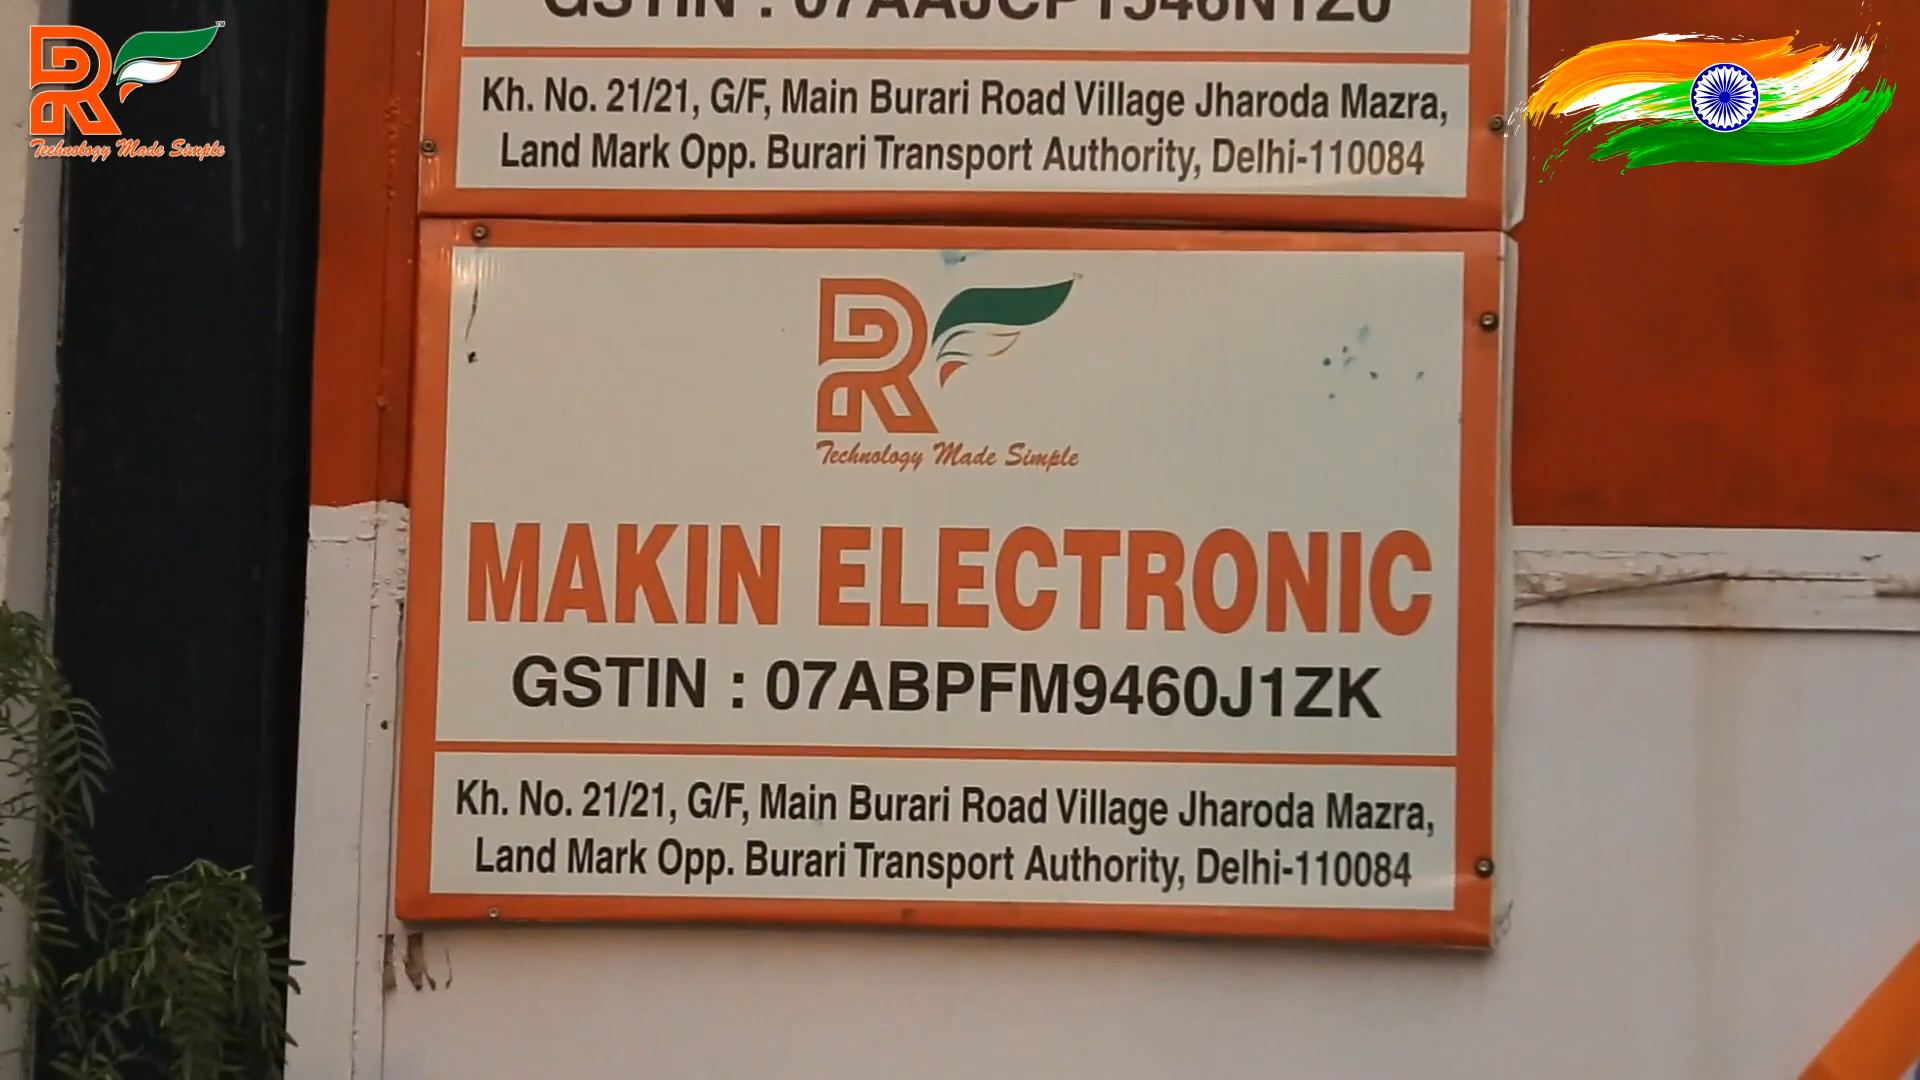 Technology Made Simple
Kh. No. 21/21, G/F, Main Burari Road Village Jharoda Mazra,
Land Mark Opp. Burari Transport Authority, Delhi-110084
RF
Technology Made Simple
MAKIN ELECTRONIC
GSTIN : 07ABPFM9460J1ZK
Kh. No. 21/21, G/F, Main Burari Road Village Jharoda Mazra,
Land Mark Opp. Burari Transport Authority, Delhi-110084